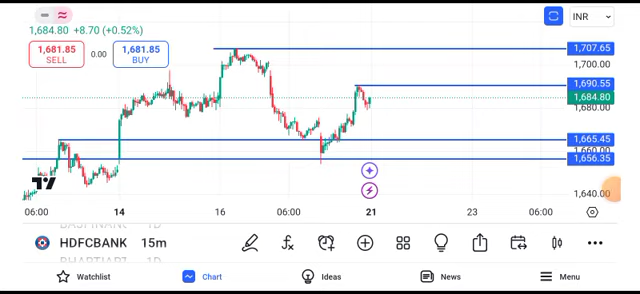 INR
1,684.80 +8.70 (+0.52%)
1,681.85 SELL
0.00
1,681.85 BUY
1,707.65
1,700.00
1,690.55
1,684.80
1,680.00
1,665.45
1,660.00
1,656.35
1,640.00
06:00 14 16 06:00 21 23 06:00
HDFCBANK 15m
Watchlist Chart Ideas News Menu